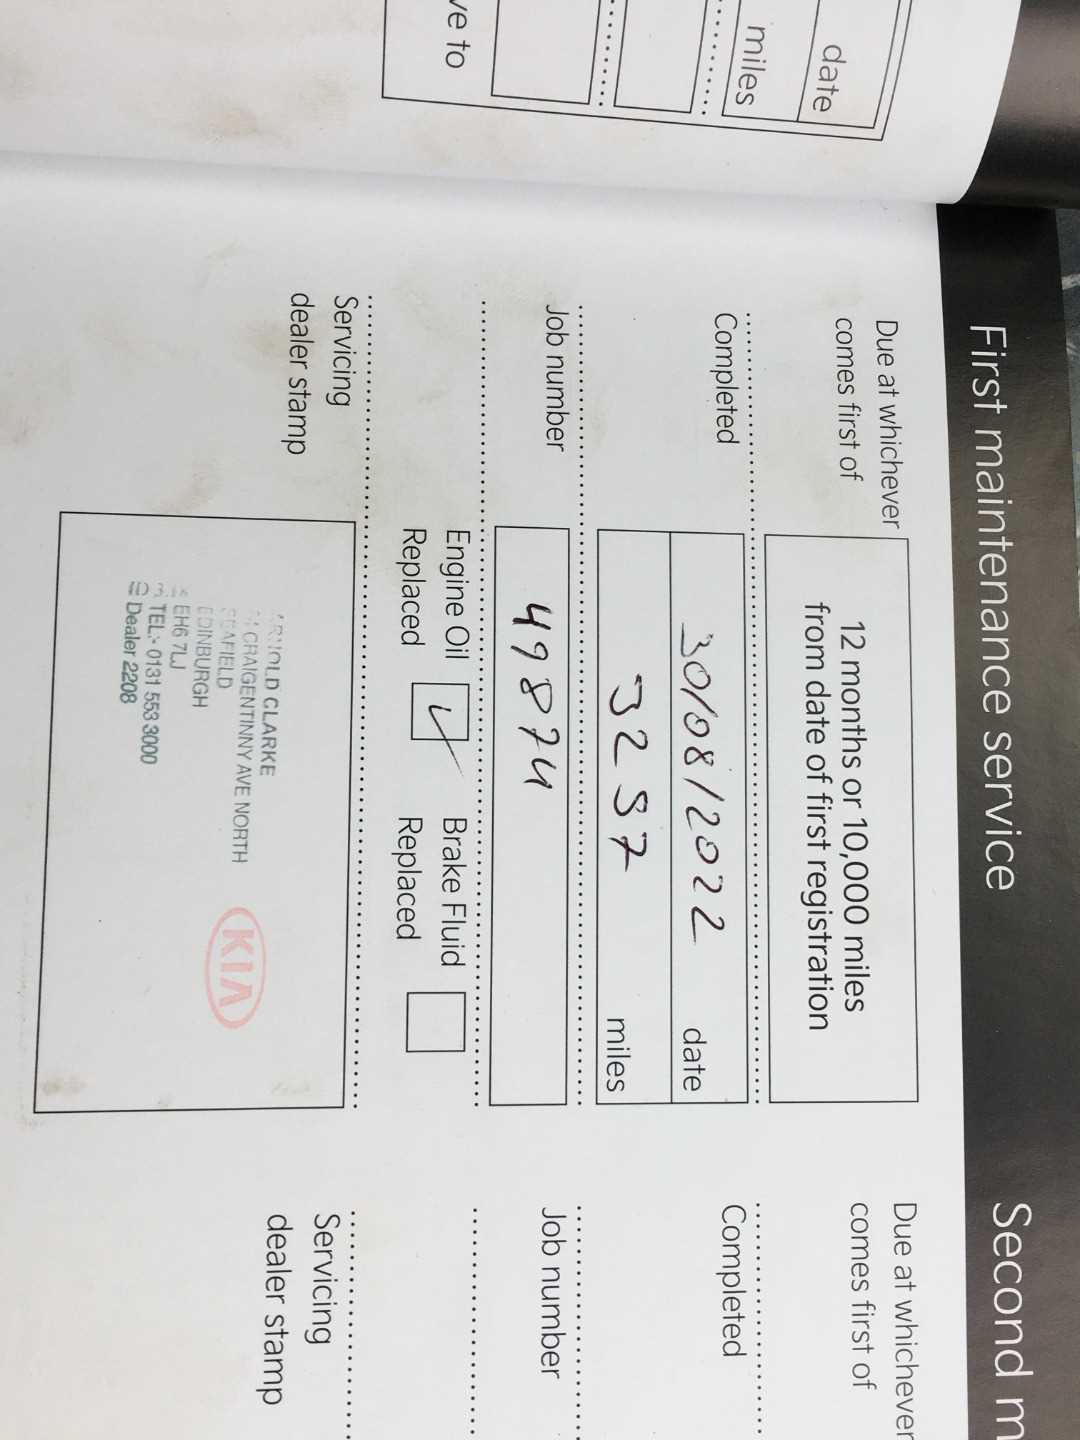 date
miles
ve to
First maintenance service
Due at whichever
comes first of
12 months or 10,000 miles
from date of first registration
Completed
30/08/2022 date
3257 miles
Job number
49874
Engine Oil
Replaced
Brake Fluid
Replaced
Servicing
dealer stamp
ARNOLD CLARKE
CRAIGENTINNY AVE NORTH
SEAFIELD
EDINBURGH
EH6 7LJ
TEL:- 0131 553 3000
Dealer 2208
KIA
Second m
Due at whichever
comes first of
Completed
Job number
Servicing
dealer stamp